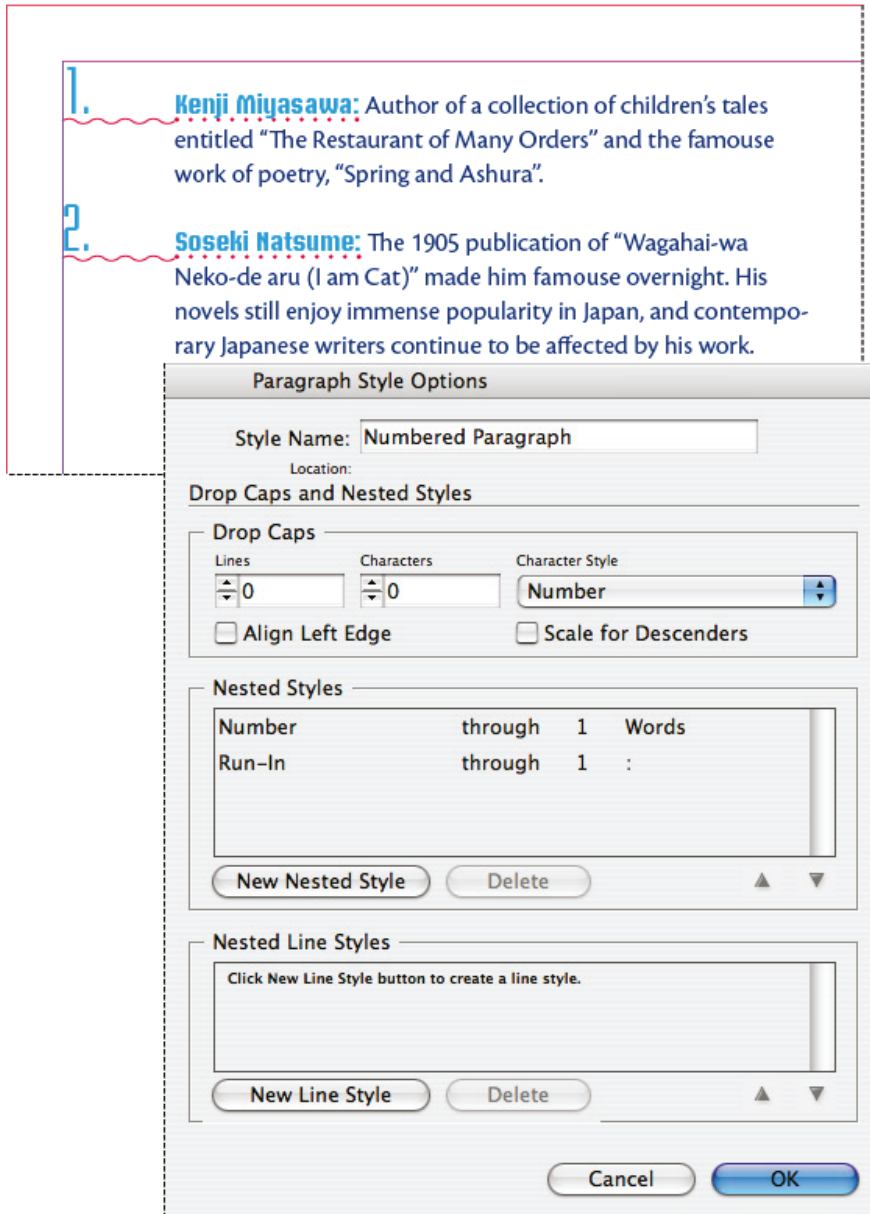 1. Kenji Miyasawa: Author of a collection of children’s tales
entitled “The Restaurant of Many Orders” and the famouse
work of poetry, “Spring and Ashura”.
2. Soseki Natsume: The 1905 publication of “Wagahai-wa
Neko-de aru (I am Cat)” made him famouse overnight. His
novels still enjoy immense popularity in Japan, and contempo-
rary Japanese writers continue to be affected by his work.
Paragraph Style Options
Style Name: Numbered Paragraph
Location:
Drop Caps and Nested Styles
Drop Caps
Lines Characters Character Style
0 0 Number
Align Left Edge Scale for Descenders
Nested Styles
Number through 1 Words
Run-In through 1 :
New Nested Style Delete
Nested Line Styles
Click New Line Style button to create a line style.
New Line Style Delete
Cancel OK